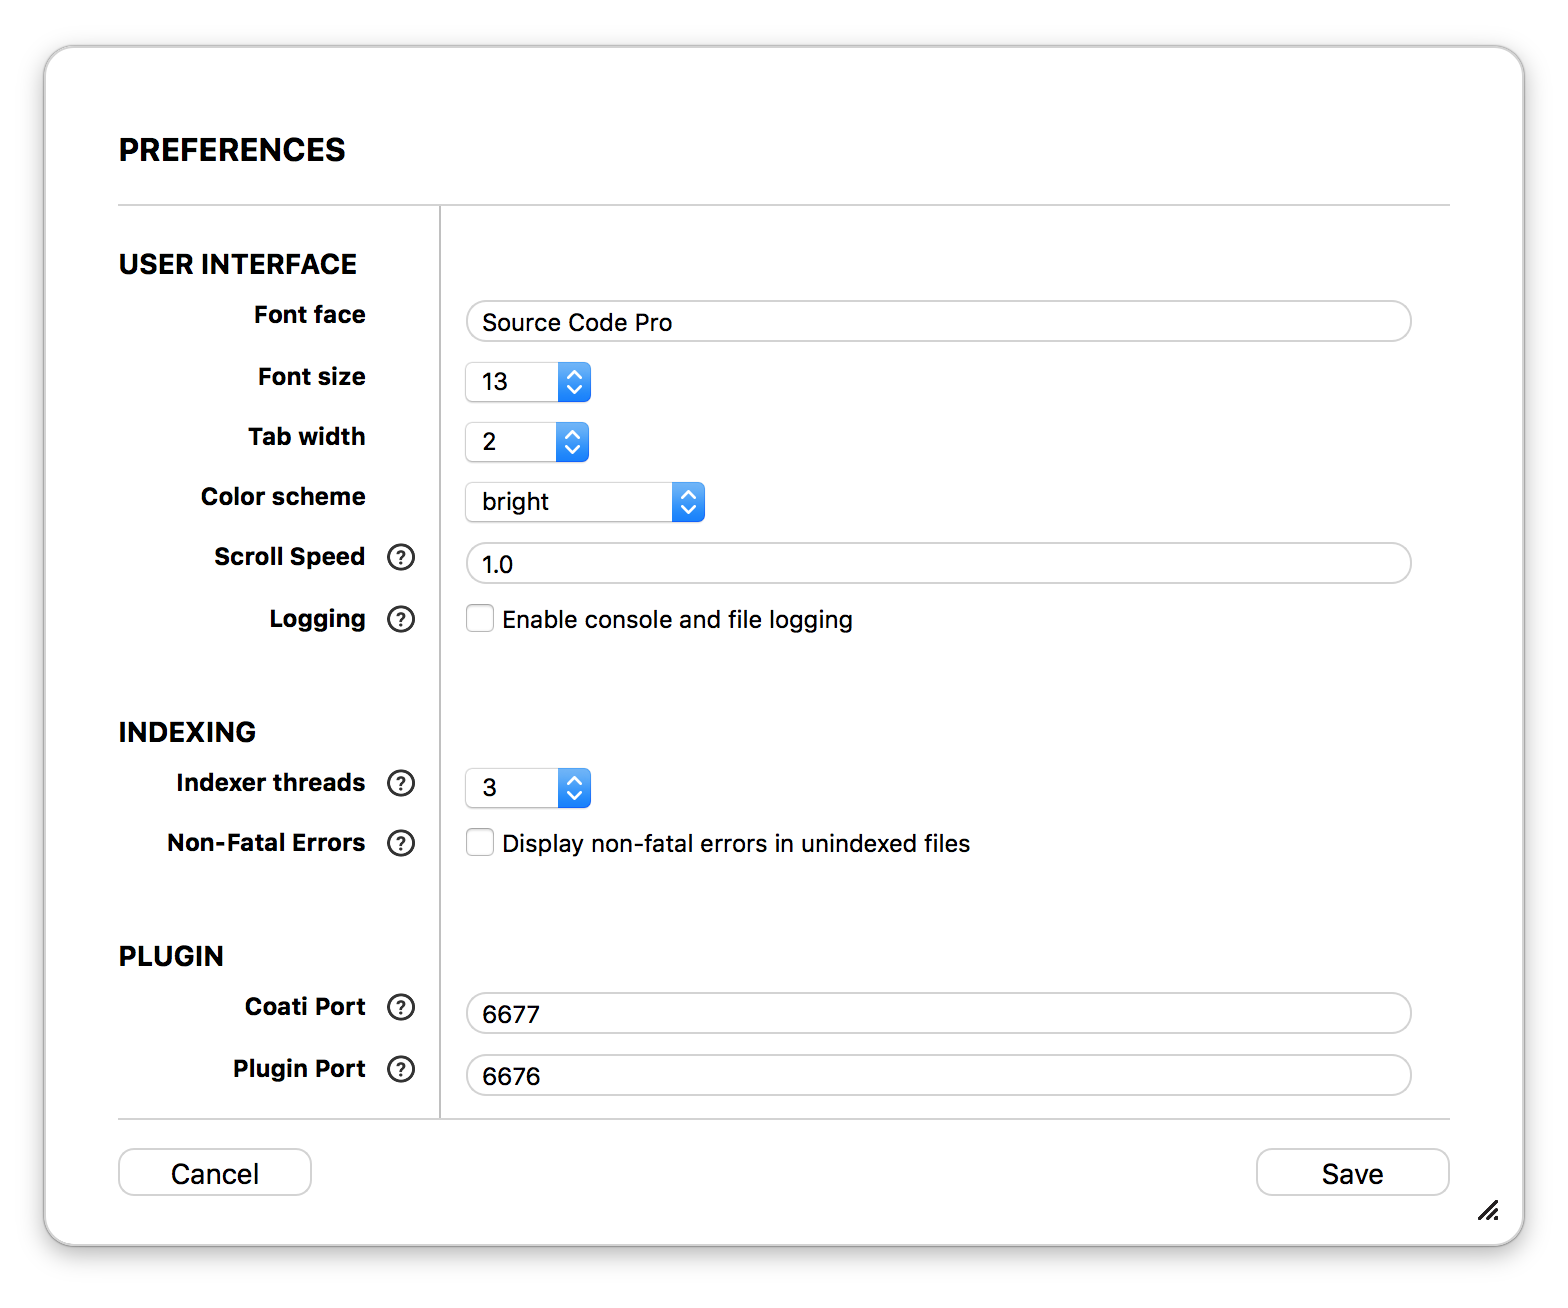 PREFERENCES
USER INTERFACE
Font face
Source Code Pro
Font size
13
Tab width
2
Color scheme
bright
Scroll Speed ?
1.0
Logging ?
Enable console and file logging
INDEXING
Indexer threads ?
3
Non-Fatal Errors ?
Display non-fatal errors in unindexed files
PLUGIN
Coati Port ?
6677
Plugin Port ?
6676
Cancel
Save